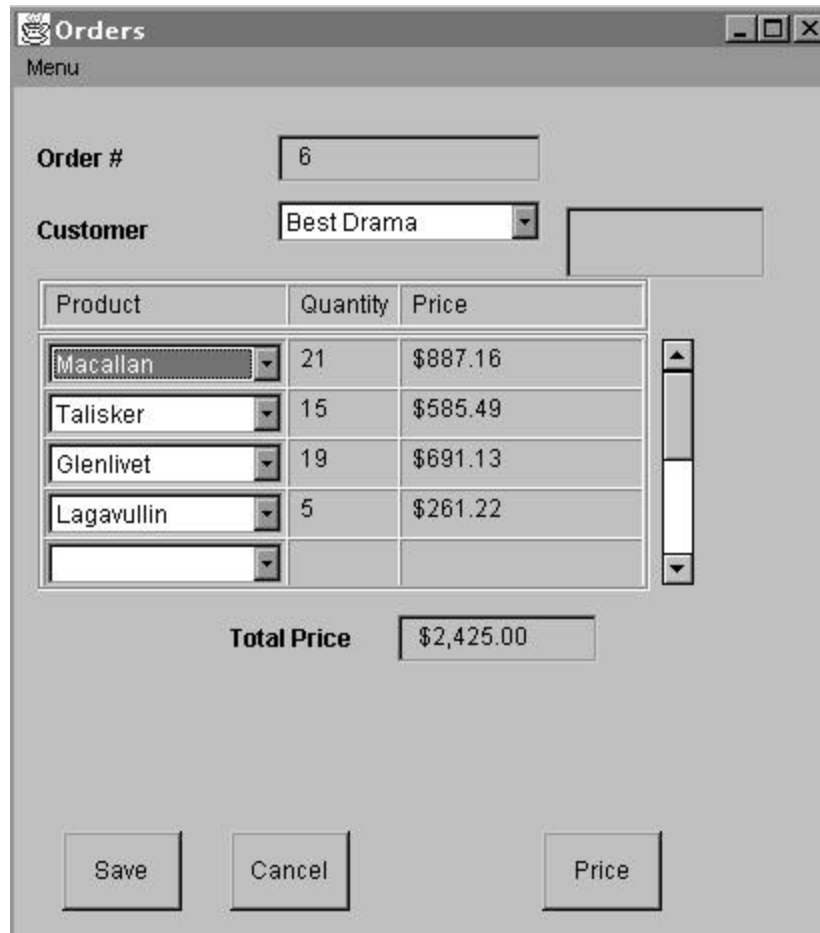 Orders
Menu
Order # 6
Customer Best Drama
Product Quantity Price
Macallan 21 $887.16
Talisker 15 $585.49
Glenlivet 19 $691.13
Lagavullin 5 $261.22
Total Price $2,425.00
Save Cancel Price